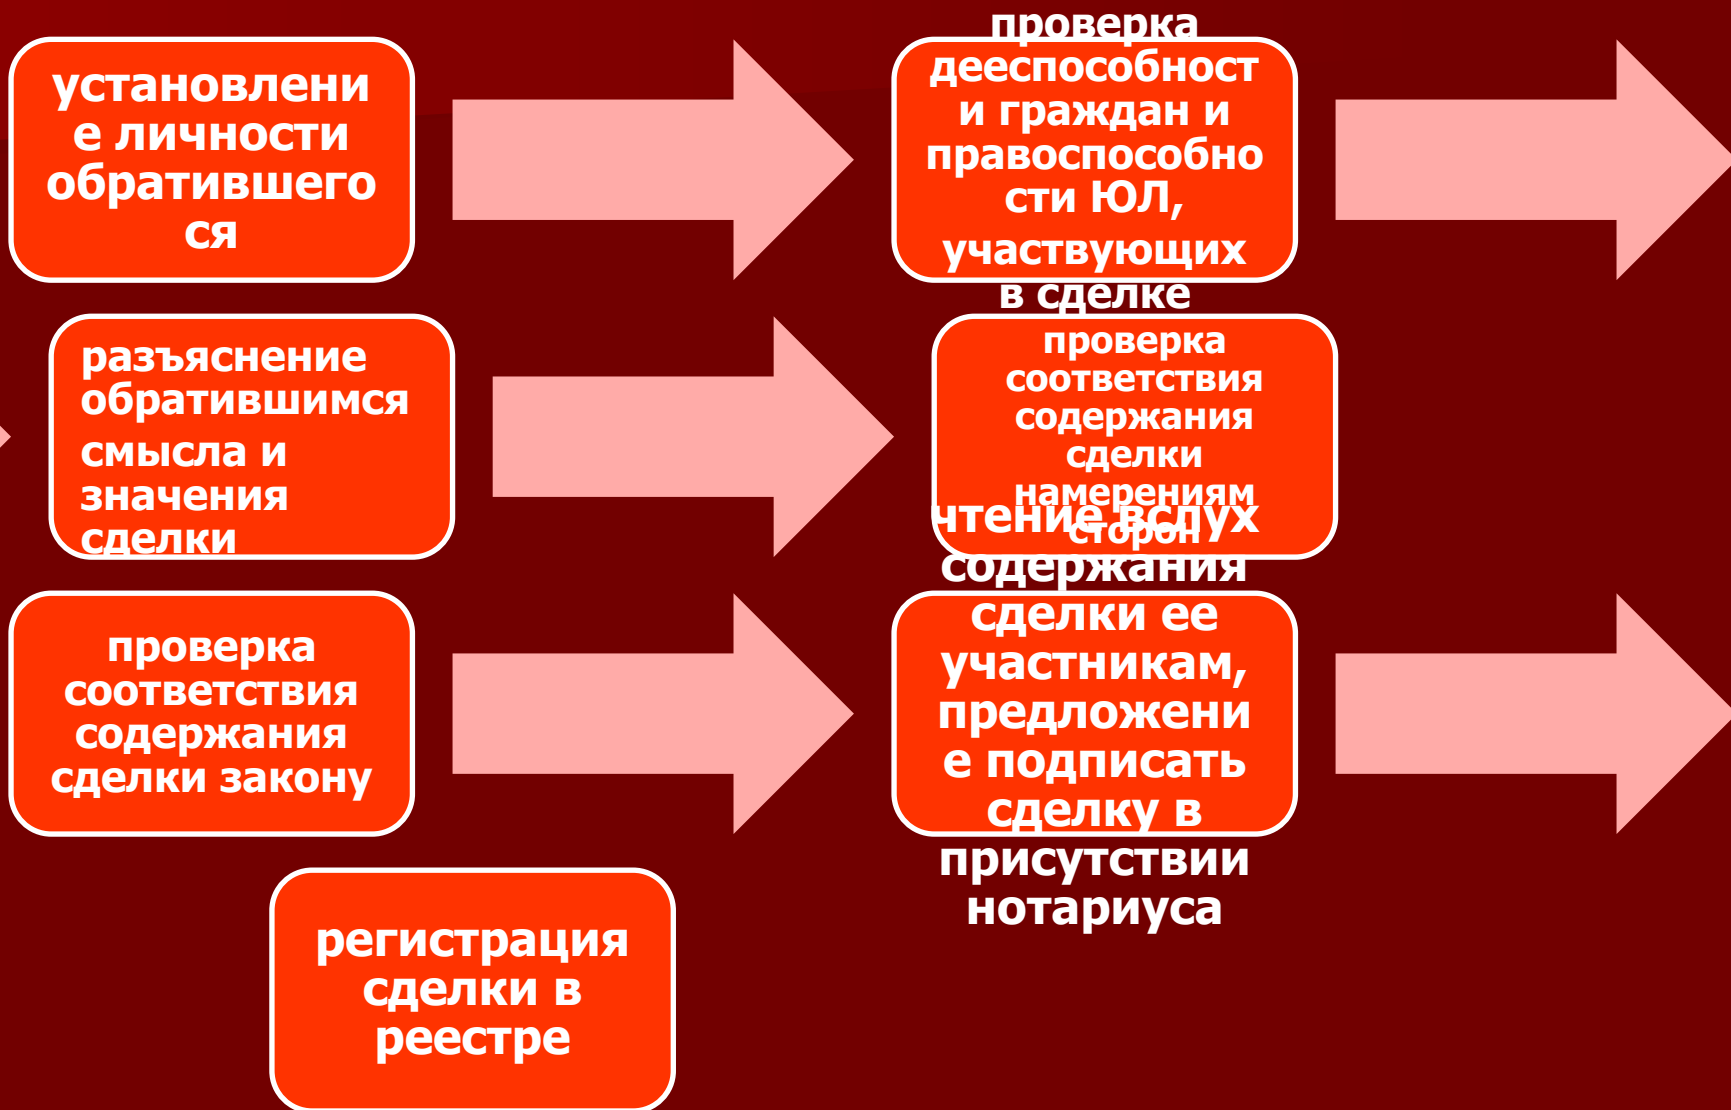 установлени
е личности
обратившего
ся
проверка
дееспособност
и граждан и
правоспособно
сти ЮЛ,
участвующих
в сделке
разъяснение
обратившимся
смысла и
значения
сделки
проверка
соответствия
содержания
сделки
намерениям
сторон
проверка
соответствия
содержания
сделки закону
чтение вслух
содержания
сделки ее
участникам,
предложени
е подписать
сделку в
присутствии
нотариуса
регистрация
сделки в
реестре